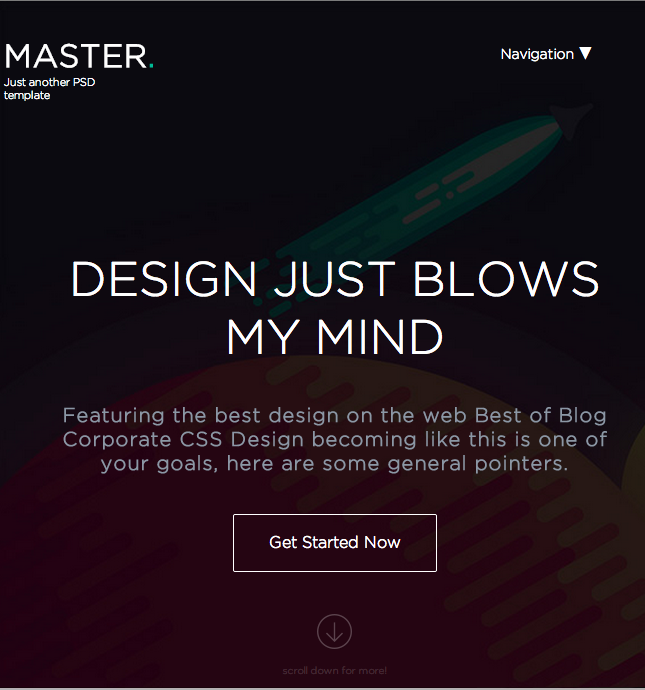 MASTER.
Navigation ▼
Just another PSD
template
DESIGN JUST BLOWS
MY MIND
Featuring the best design on the web Best of Blog
Corporate CSS Design becoming like this is one of
your goals, here are some general pointers.
Get Started Now
scroll down for more!